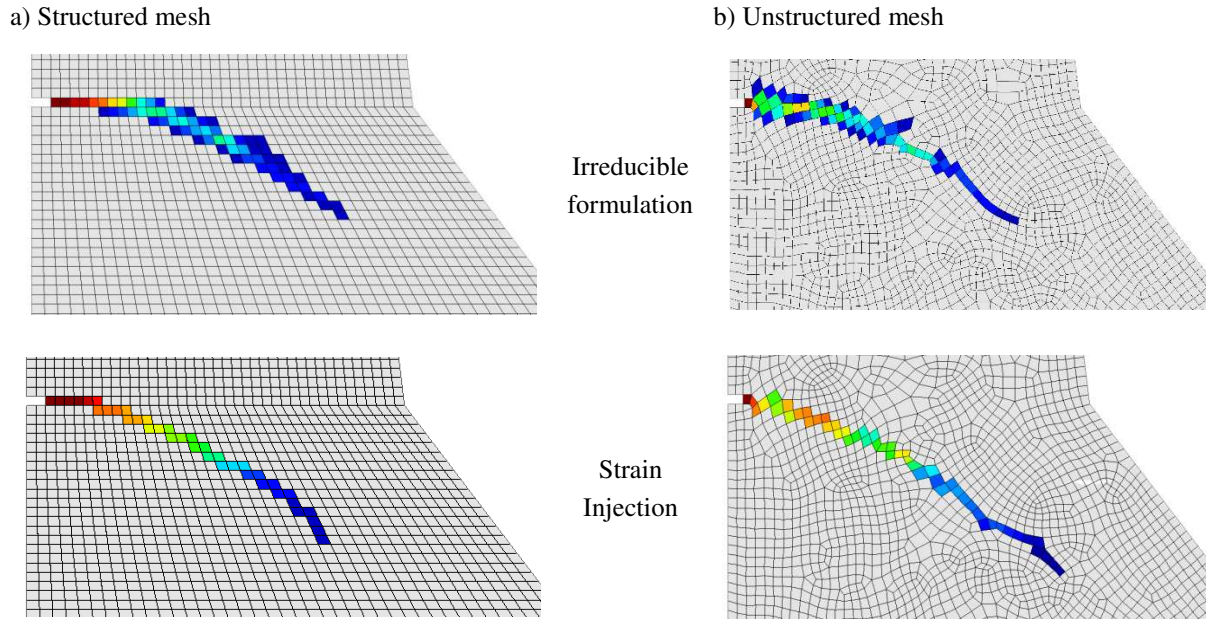 a) Structured mesh
b) Unstructured mesh
Irreducible
formulation
Strain
Injection